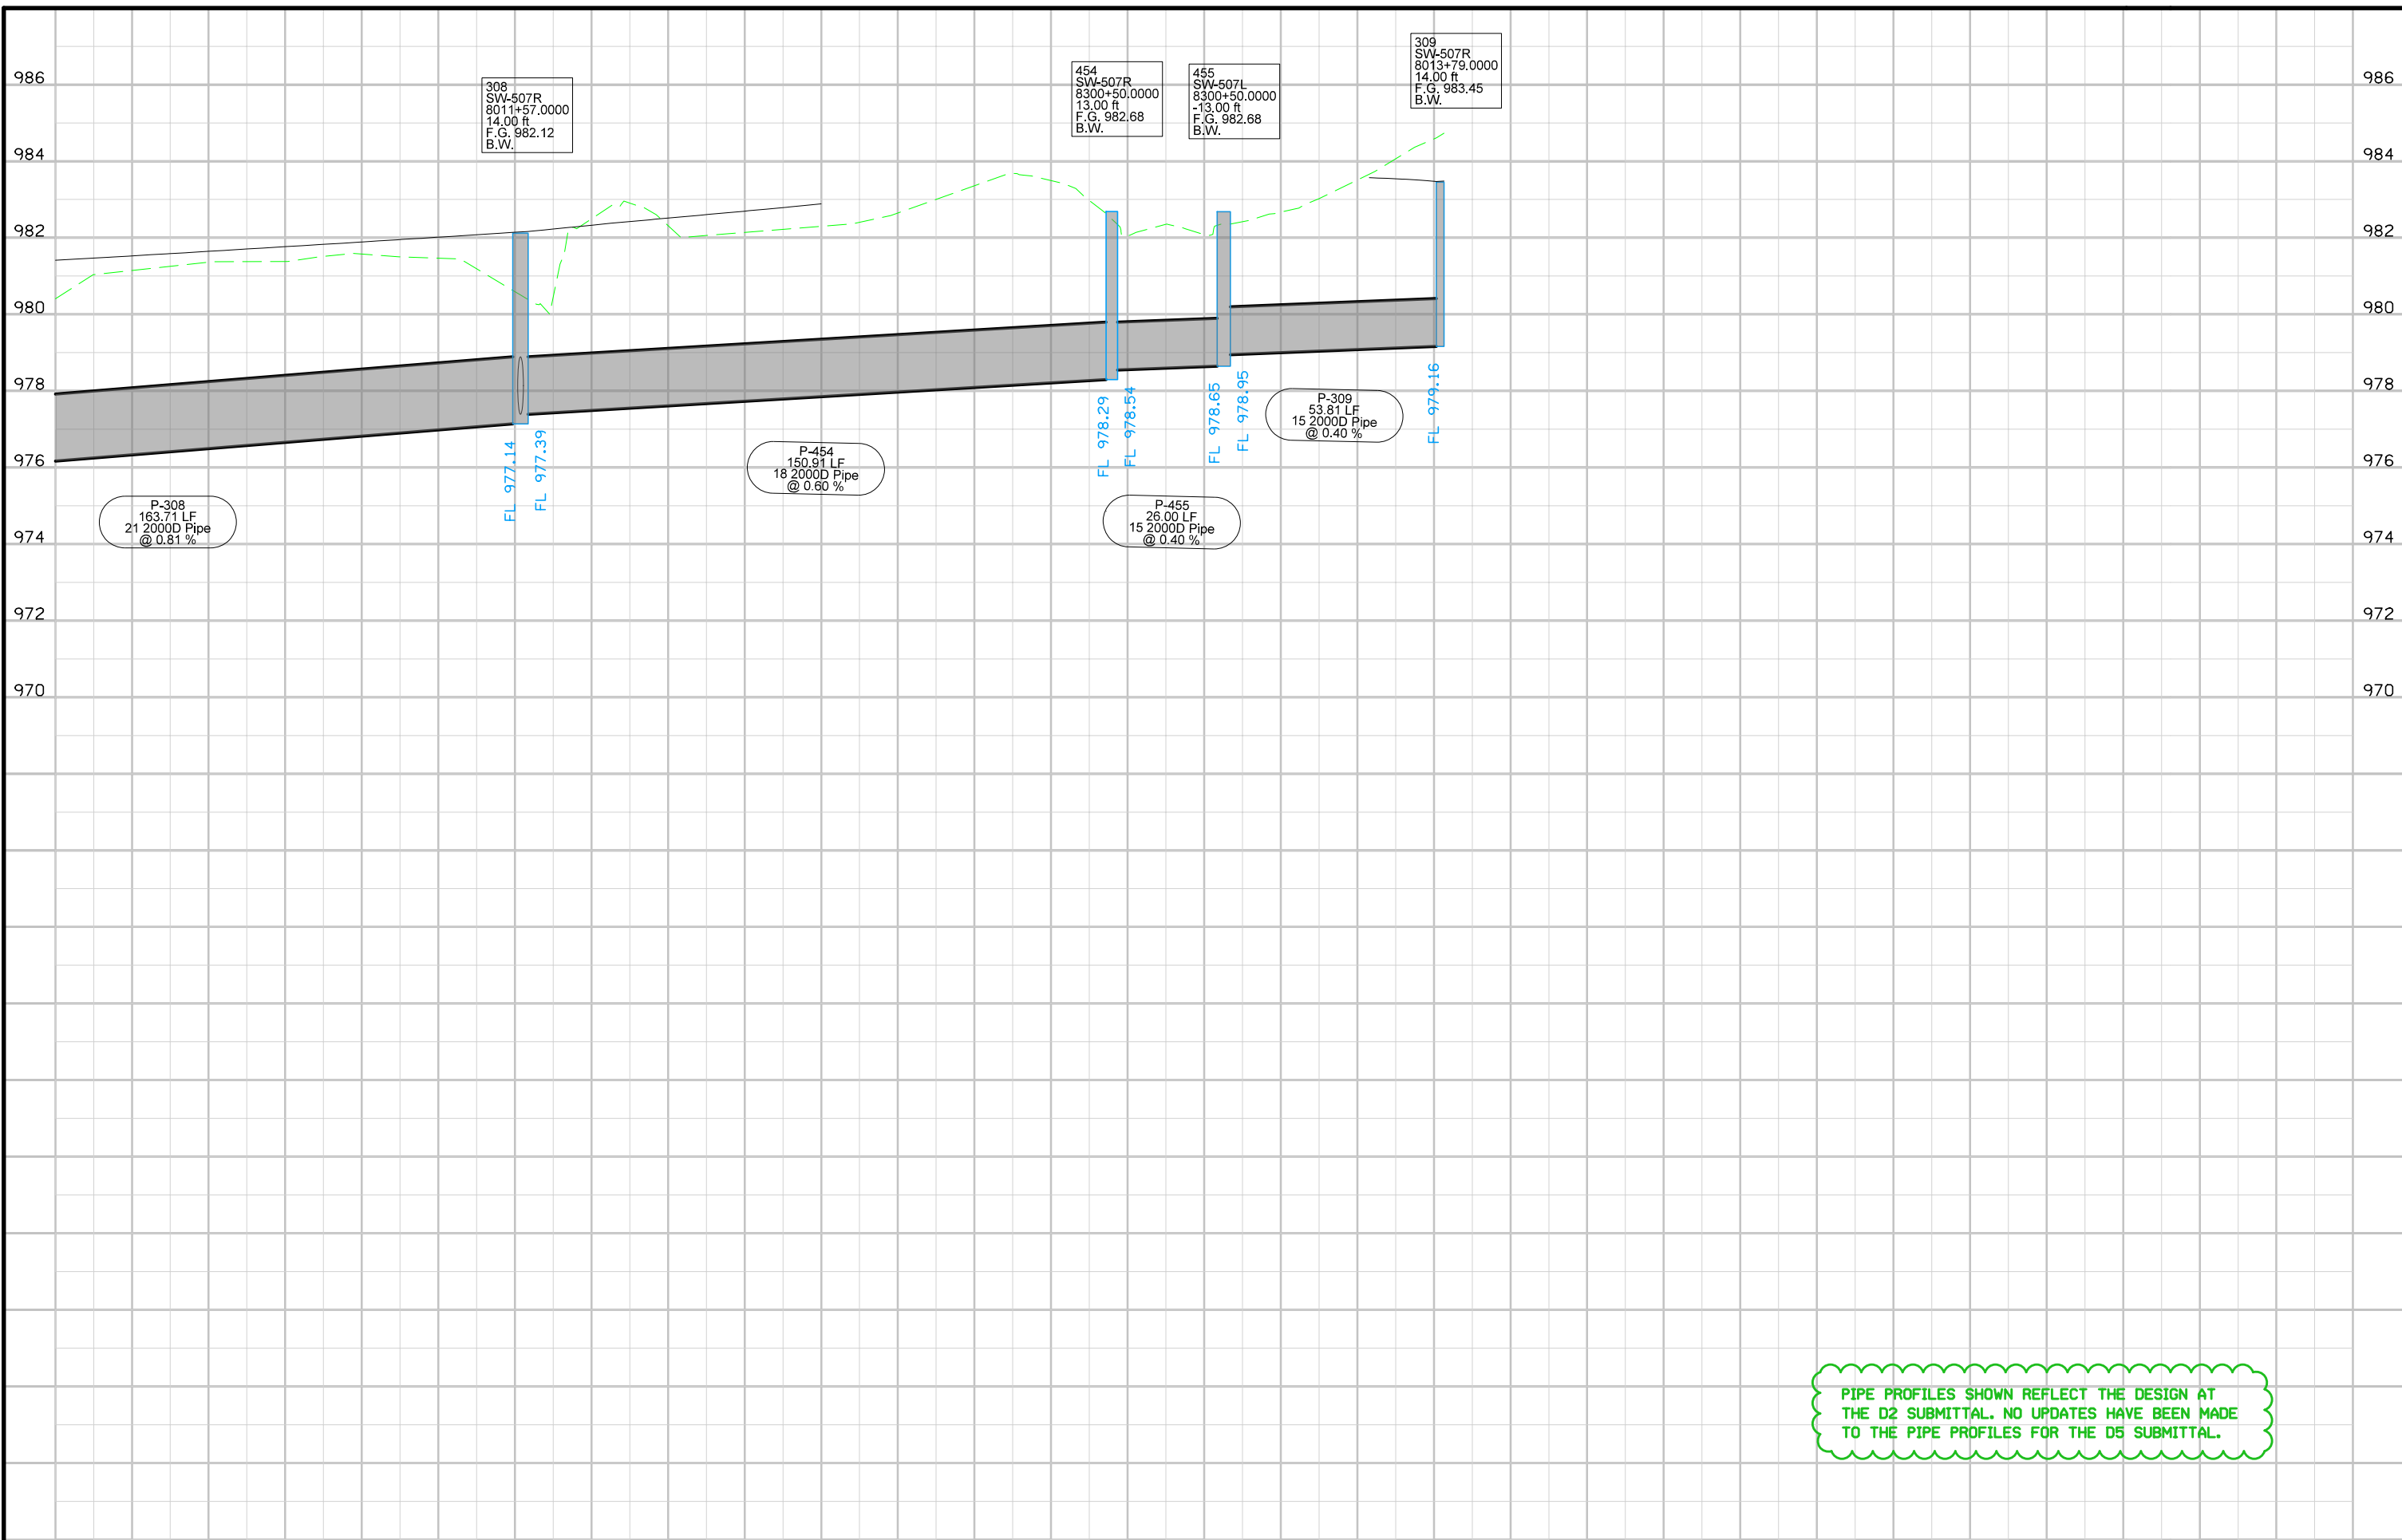 309
SW-507R
8013+79.0000
14.00 ft
F.G. 983.45
B.W.
454
SW-507R
8300+50.0000
13.00 ft
F.G. 982.68
B.W.
455
SW-507L
8300+50.0000
-13.00 ft
F.G. 982.68
B.W.
308
SW-507R
8011+57.0000
14.00 ft
F.G. 982.12
B.W.
986
986
984
984
982
982
980
980
978
978
976
976
974
974
972
972
970
970
FL 977.14
FL 977.39
FL 978.29
FL 978.54
FL 978.65
FL 978.95
FL 979.16
P-308
163.71 LF
21 2000D Pipe
@ 0.81 %
P-454
150.91 LF
18 2000D Pipe
@ 0.60 %
P-455
26.00 LF
15 2000D Pipe
@ 0.40 %
P-309
53.81 LF
15 2000D Pipe
@ 0.40 %
PIPE PROFILES SHOWN REFLECT THE DESIGN AT
THE D2 SUBMITTAL. NO UPDATES HAVE BEEN MADE
TO THE PIPE PROFILES FOR THE D5 SUBMITTAL.